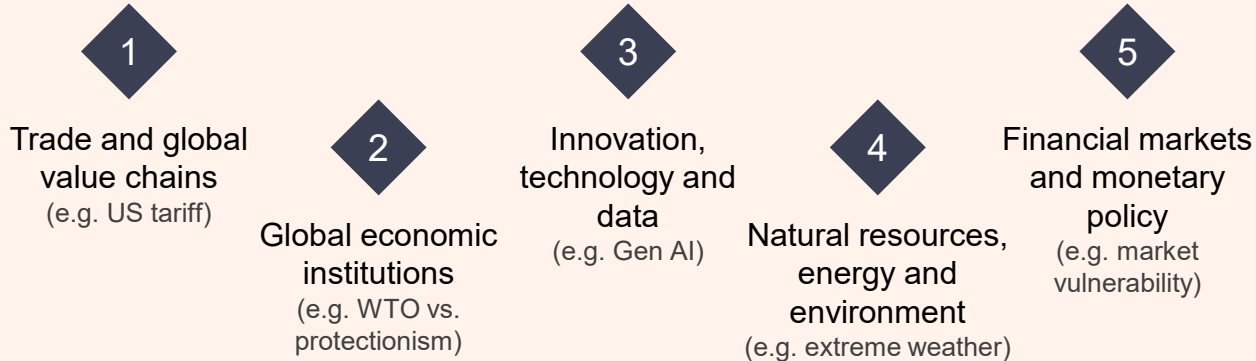 1
Trade and global
value chains
(e.g. US tariff)
2
Global economic
institutions
(e.g. WTO vs.
protectionism)
3
Innovation,
technology and
data
(e.g. Gen AI)
4
Natural resources,
energy and
environment
(e.g. extreme weather)
5
Financial markets
and monetary
policy
(e.g. market
vulnerability)